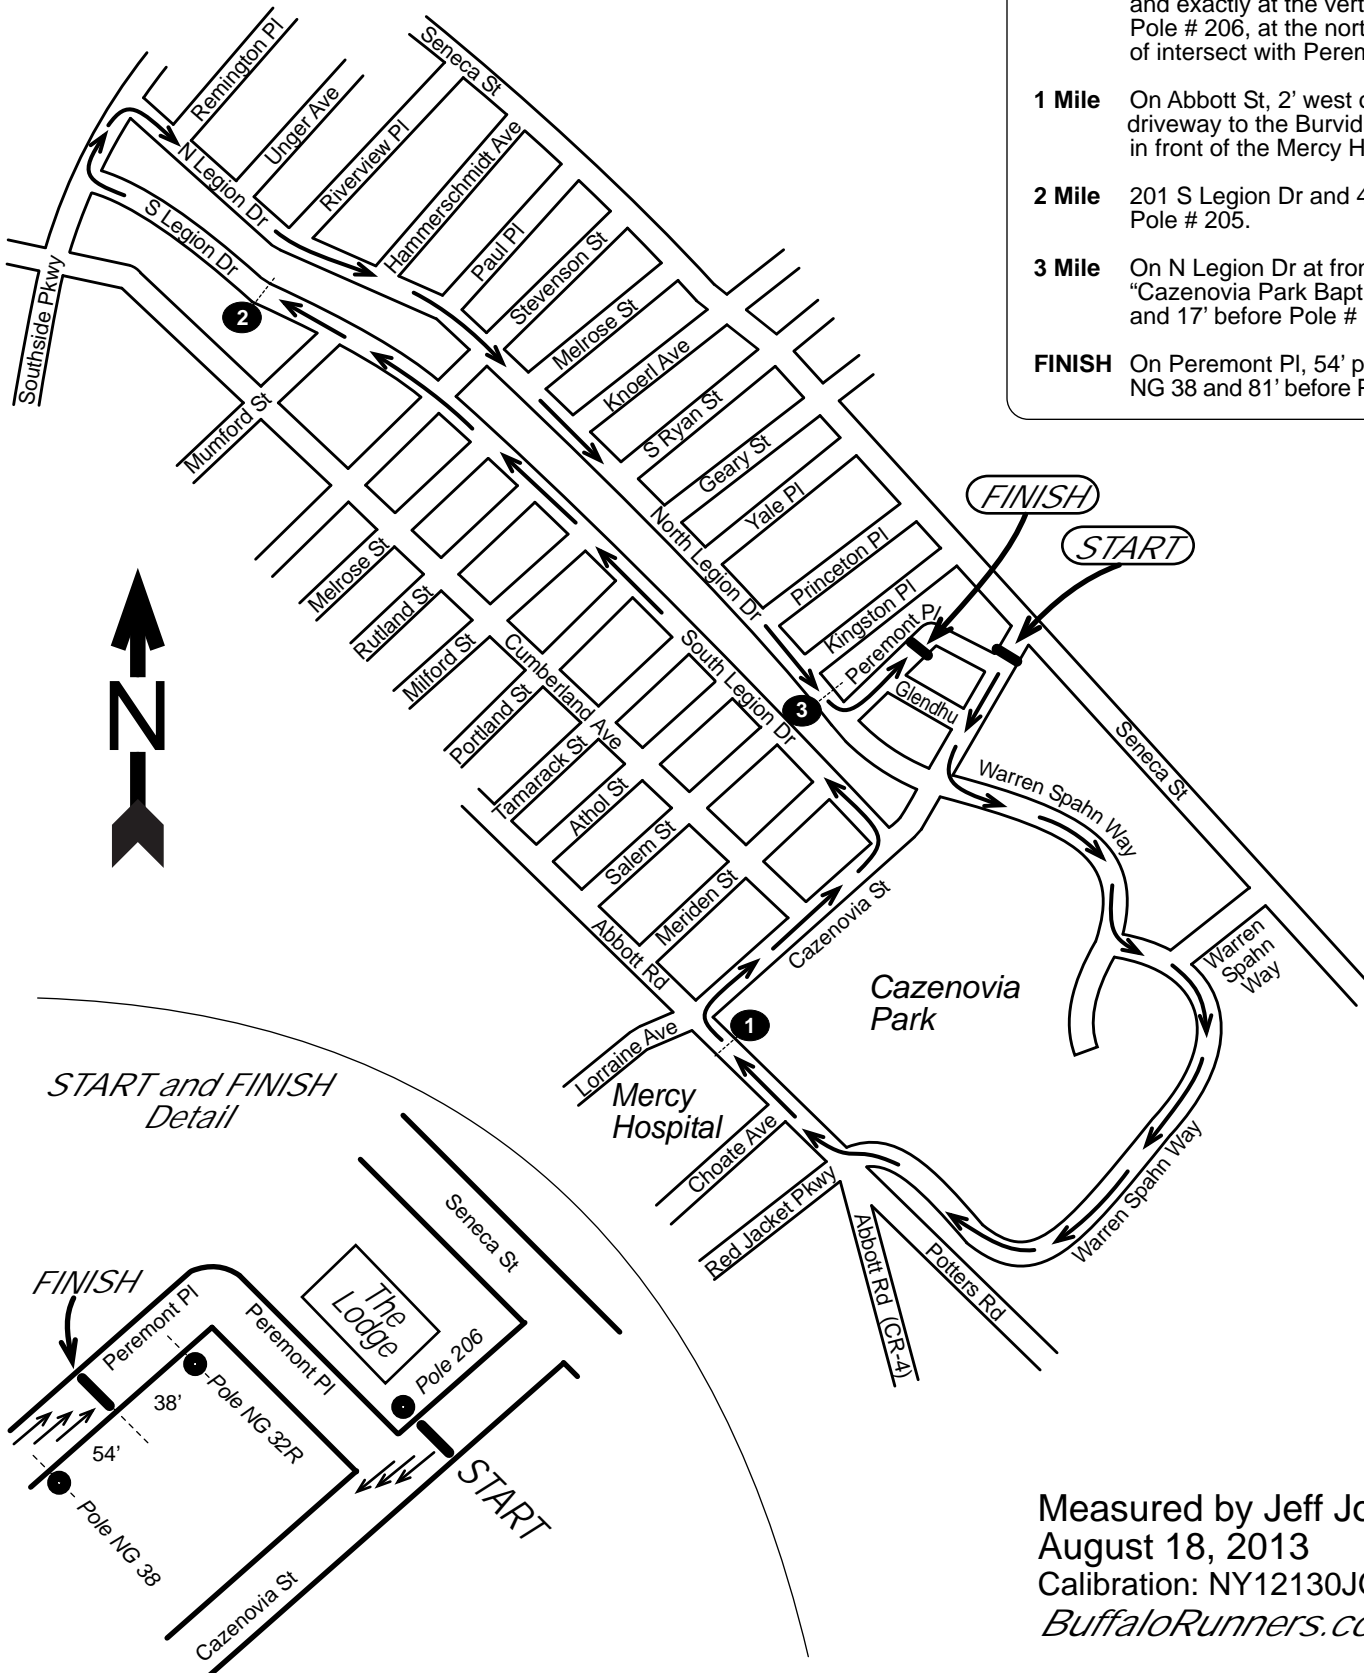 and exactly at the vert
Pole # 206, at the nort
of intersect with Perem
1 Mile On Abbott St, 2’ west o
driveway to the Burvid
in front of the Mercy H
2 Mile 201 S Legion Dr and 4
Pole # 205.
3 Mile On N Legion Dr at fron
“Cazenovia Park Bapt
and 17’ before Pole #
FINISH On Peremont Pl, 54’ p
NG 38 and 81’ before P
Remington Pl
Seneca St
Unger Ave
Riverview Pl
N Legion Dr
Hammerschmidt Ave
S Legion Dr
Paul Pl
Stevenson St
Southside Pkwy
2
Melrose St
Knoerl Ave
S Ryan St
Mumford St
Geary St
Yale Pl
FINISH
North Legion Dr
START
Melrose St
Princeton Pl
Rutland St
Kingston Pl
Peremont Pl
Milford St
Cumberland Ave
South Legion Dr
Glendhu
3
N
Portland St
Tamarack St
Athol St
Seneca St
Warren Spahn Way
Salem St
Meriden St
Abbott Rd
Cazenovia St
Warren
Spahn
Way
Cazenovia
Park
1
Lorraine Ave
START and FINISH
Detail
Mercy
Hospital
Choate Ave
Warren Spahn Way
Red Jacket Pkwy
Abbott Rd (CR-4)
Potters Rd
Seneca St
FINISH
The
Lodge
Peremont Pl
Peremont Pl
Pole 206
38’
Pole NG 32R
54’
START
Pole NG 38
Cazenovia St
Measured by Jeff Jo
August 18, 2013
Calibration: NY12130JG
BuffaloRunners.co